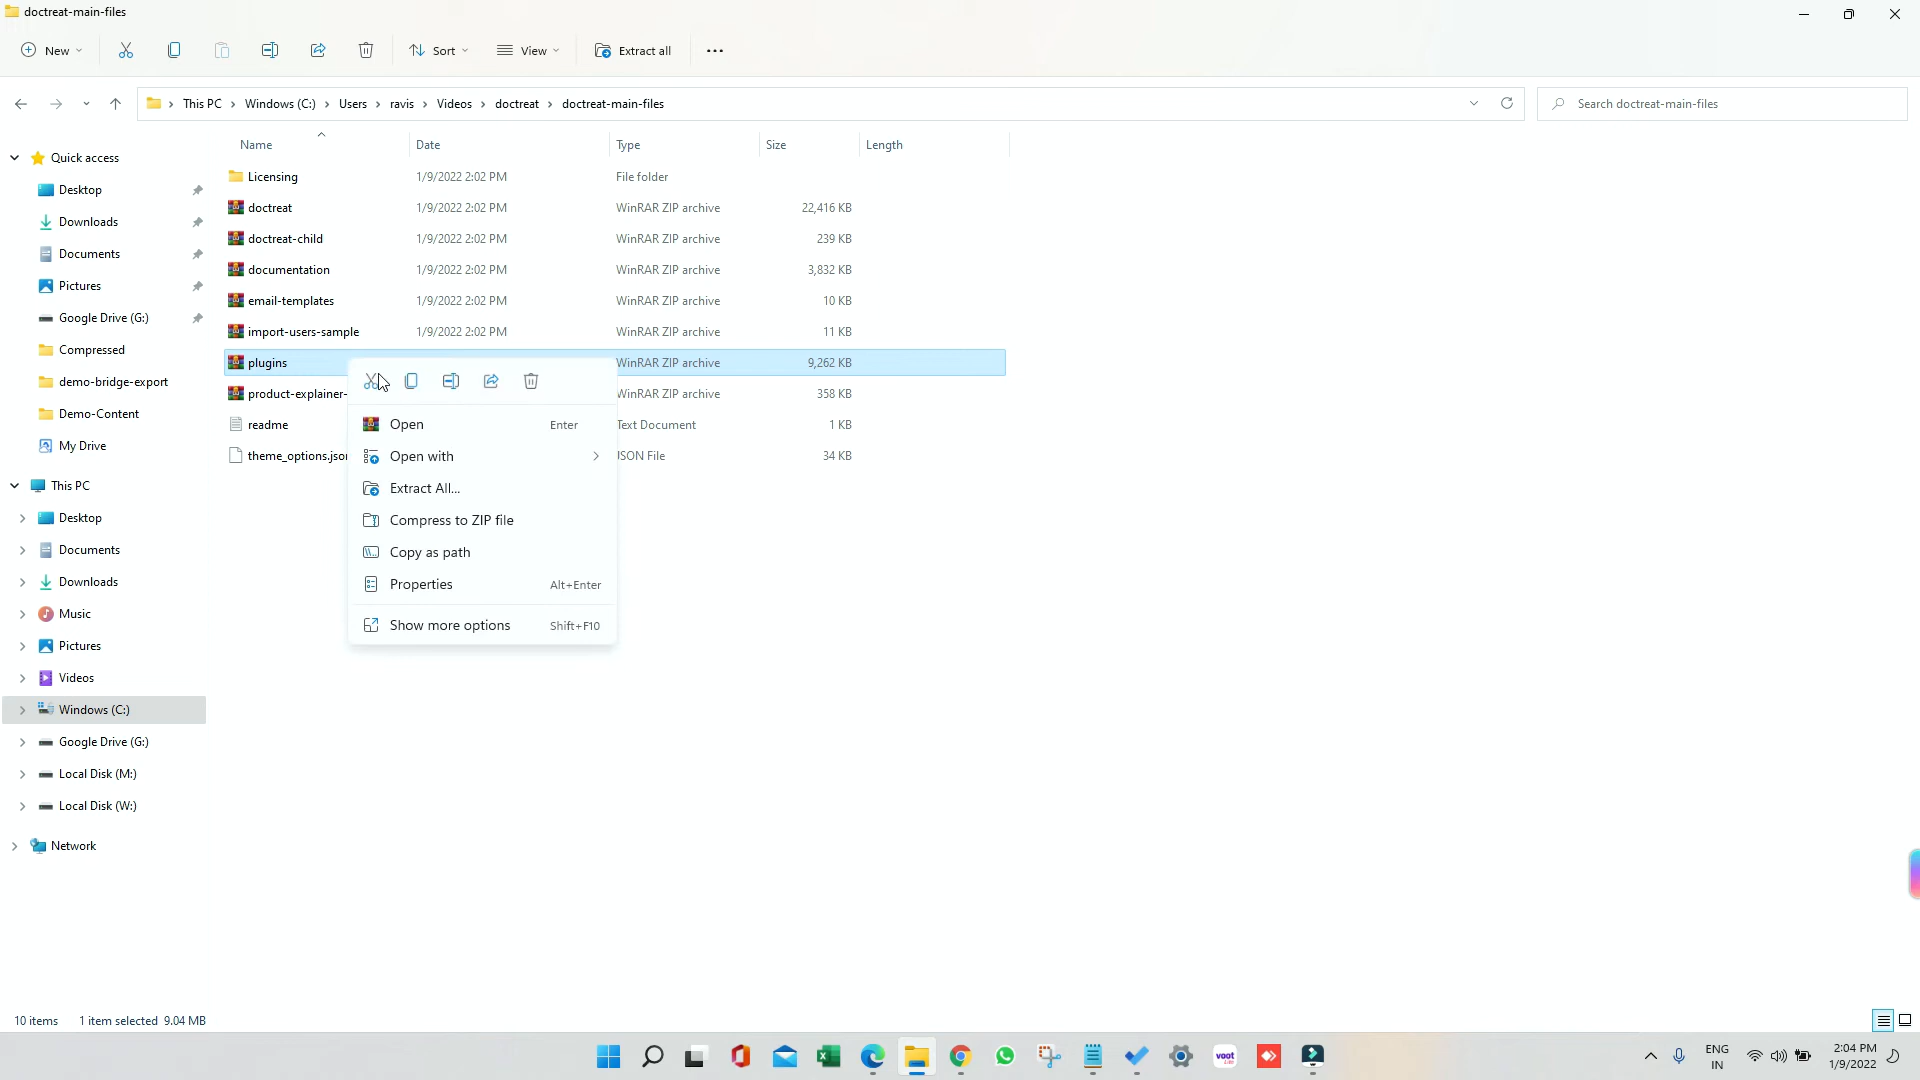 doctreat-main-files
New
Sort
View
Extract all
This PC
Windows (C:)
Users
ravis
Videos
doctreat
doctreat-main-files
Search doctreat-main-files
Name
Date
Type
Size
Length
Quick access
Desktop
Downloads
Documents
Pictures
Google Drive (G:)
Compressed
demo-bridge-export
Demo-Content
My Drive
This PC
Desktop
Documents
Downloads
Music
Pictures
Videos
Windows (C:)
Google Drive (G:)
Local Disk (M:)
Local Disk (W:)
Network
Licensing 1/9/2022 2:02 PM File folder
doctreat 1/9/2022 2:02 PM WinRAR ZIP archive 22,416 KB
doctreat-child 1/9/2022 2:02 PM WinRAR ZIP archive 239 KB
documentation 1/9/2022 2:02 PM WinRAR ZIP archive 3,832 KB
email-templates 1/9/2022 2:02 PM WinRAR ZIP archive 10 KB
import-users-sample 1/9/2022 2:02 PM WinRAR ZIP archive 11 KB
plugins WinRAR ZIP archive 9,262 KB
product-explainer- WinRAR ZIP archive 358 KB
readme Text Document 1 KB
theme_options.json JSON File 34 KB
Open Enter
Open with
Extract All...
Compress to ZIP file
Copy as path
Properties Alt+Enter
Show more options Shift+F10
10 items 1 item selected 9.04 MB
voot
ENG
IN
2:04 PM
1/9/2022